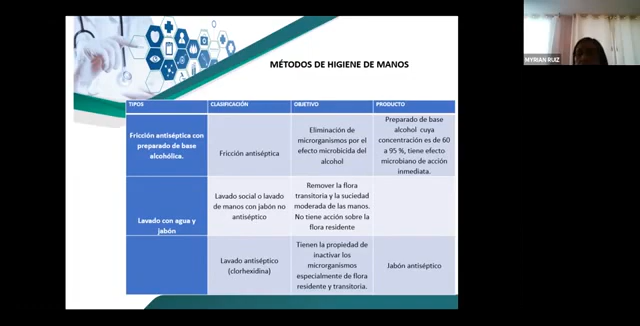 MÉTODOS DE HIGIENE DE MANOS
MYRIAN RUIZ
TIPOS
CLASIFICACIÓN
OBJETIVO
PRODUCTO
Fricción antiséptica con
preparado de base
alcohólica.
Fricción antiséptica
Eliminación de
microorganismos por el
efecto microbicida del
alcohol
Preparado de base
alcohol cuya
concentración es de 60
a 95 %, tiene efecto
microbiano de acción
inmediata.
Lavado con agua y
jabón
Lavado social o lavado
de manos con jabón no
antiséptico
Remover la flora
transitoria y la suciedad
moderada de las manos.
No tiene acción sobre la
flora residente
Lavado antiséptico
(clorhexidina)
Tienen la propiedad de
inactivar los
microorganismos
especialmente de flora
residente y transitoria.
Jabón antiséptico